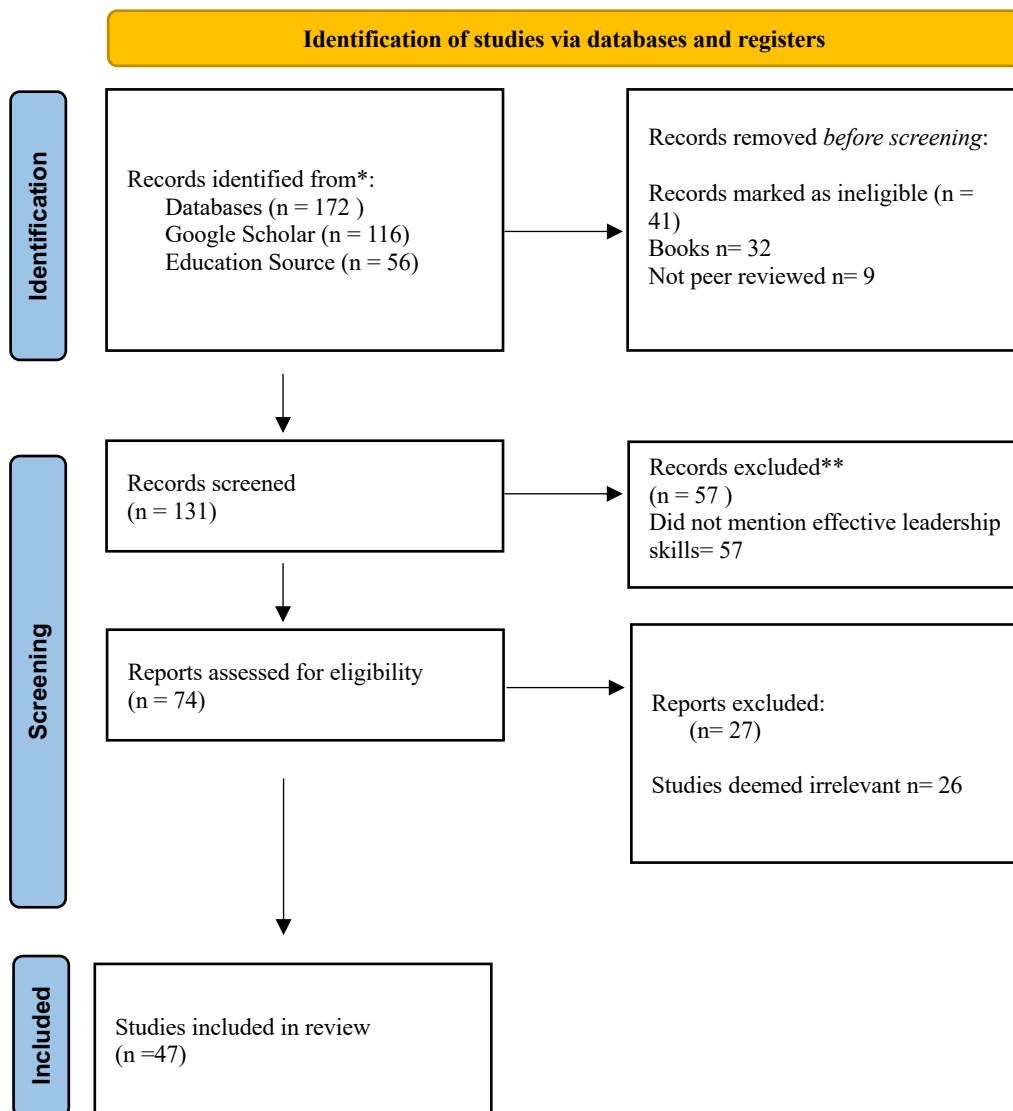 Identification of studies via databases and registers
Identification
Records identified from*:
Databases (n = 172 )
Google Scholar (n = 116)
Education Source (n = 56)
Records removed before screening:
Records marked as ineligible (n =
41)
Books n= 32
Not peer reviewed n= 9
Screening
Records screened
(n = 131)
Records excluded**
(n = 57 )
Did not mention effective leadership
skills= 57
Reports assessed for eligibility
(n = 74)
Reports excluded:
(n= 27)
Studies deemed irrelevant n= 26
Included
Studies included in review
(n =47)